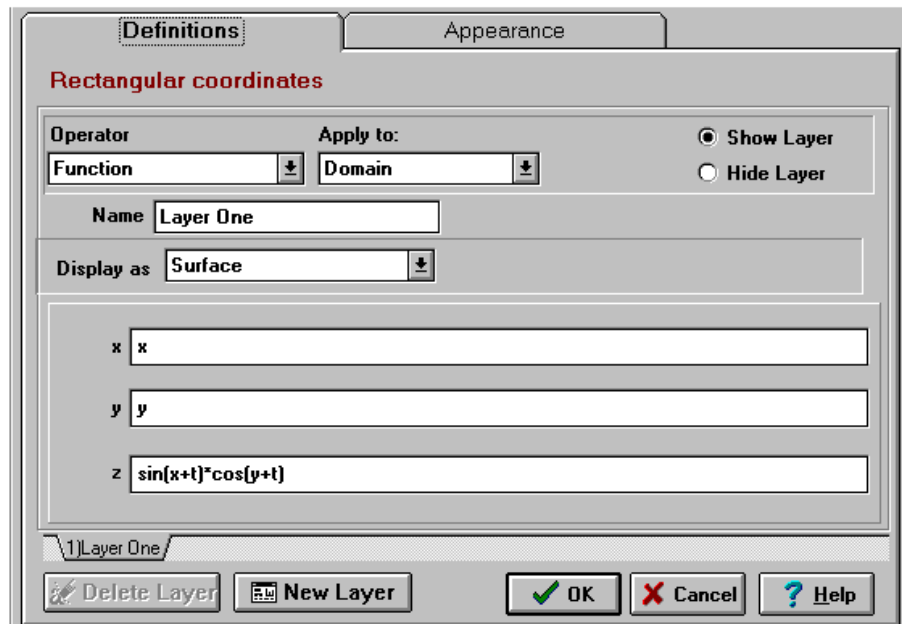 Definitions Appearance
Rectangular coordinates
Operator Apply to: Show Layer
Function Domain Hide Layer
Name Layer One
Display as Surface
x x
y y
z sin(x+t)*cos(y+t)
1)Layer One
Delete Layer New Layer OK Cancel Help